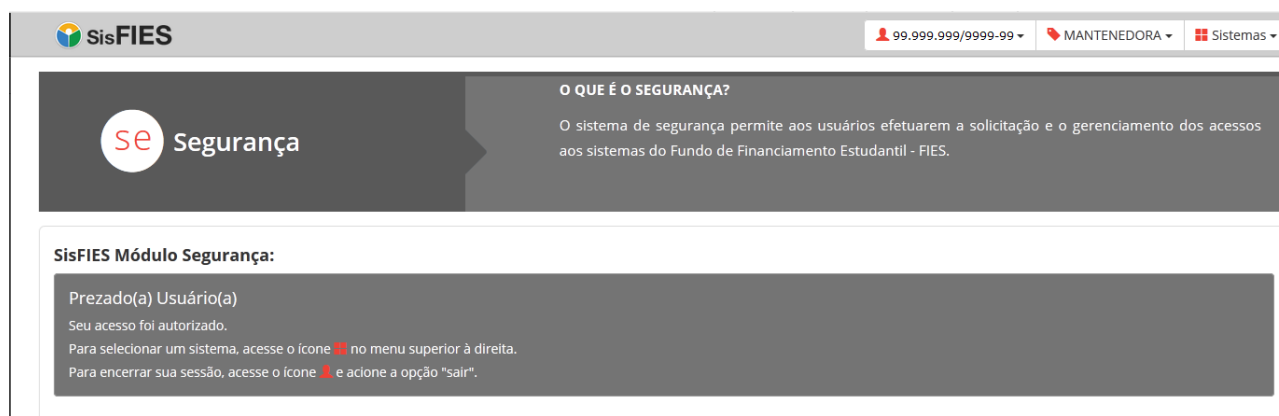 SisFIES
99.999.999/9999-99
MANTENEDORA
Sistemas
se Segurança
O QUE É O SEGURANÇA?
O sistema de segurança permite aos usuários efetuarem a solicitação e o gerenciamento dos acessos
aos sistemas do Fundo de Financiamento Estudantil - FIES.
SisFIES Módulo Segurança:
Prezado(a) Usuário(a)
Seu acesso foi autorizado.
Para selecionar um sistema, acesse o ícone no menu superior à direita.
Para encerrar sua sessão, acesse o ícone e acione a opção "sair".